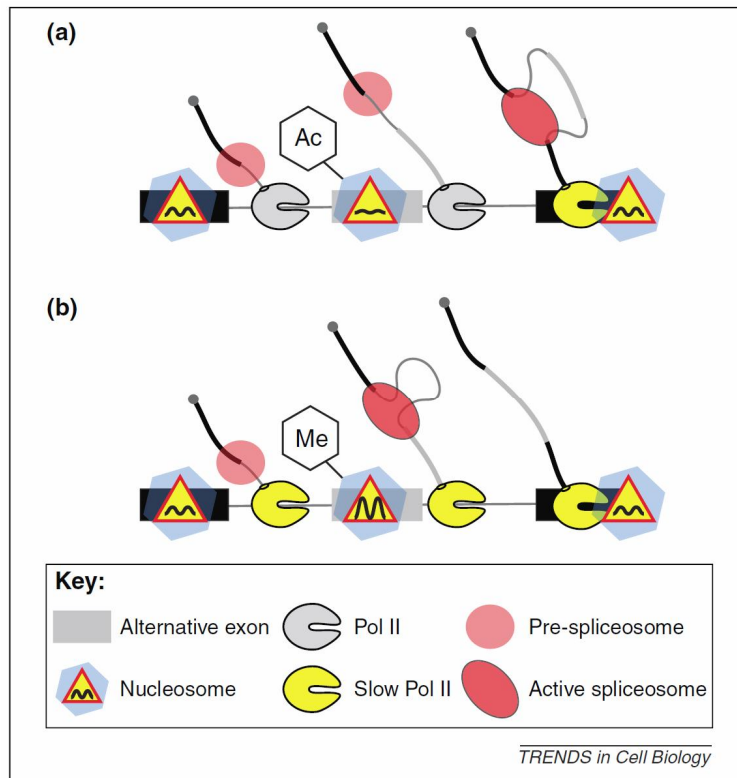 (a)
Ac
(b)
Me
Key:
Alternative exon
Pol II
Pre-spliceosome
Nucleosome
Slow Pol II
Active spliceosome
TRENDS in Cell Biology